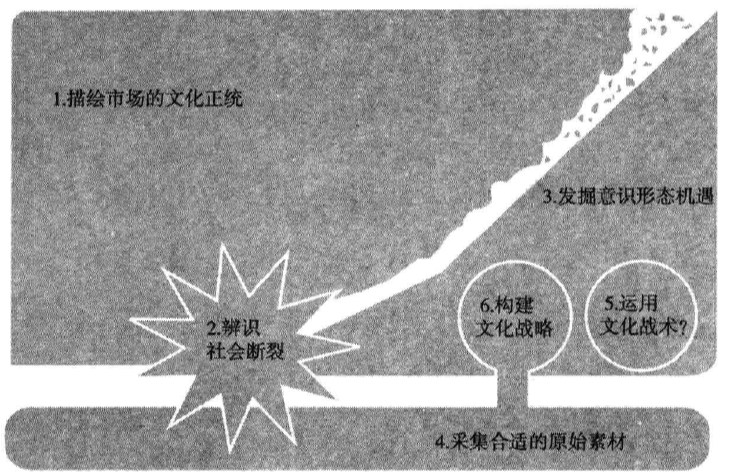 1.描绘市场的文化正统
3.发掘意识形态机遇
2.辨识
社会断裂
6.构建
文化战略
5.运用
文化战术?
4.采集合适的原始素材